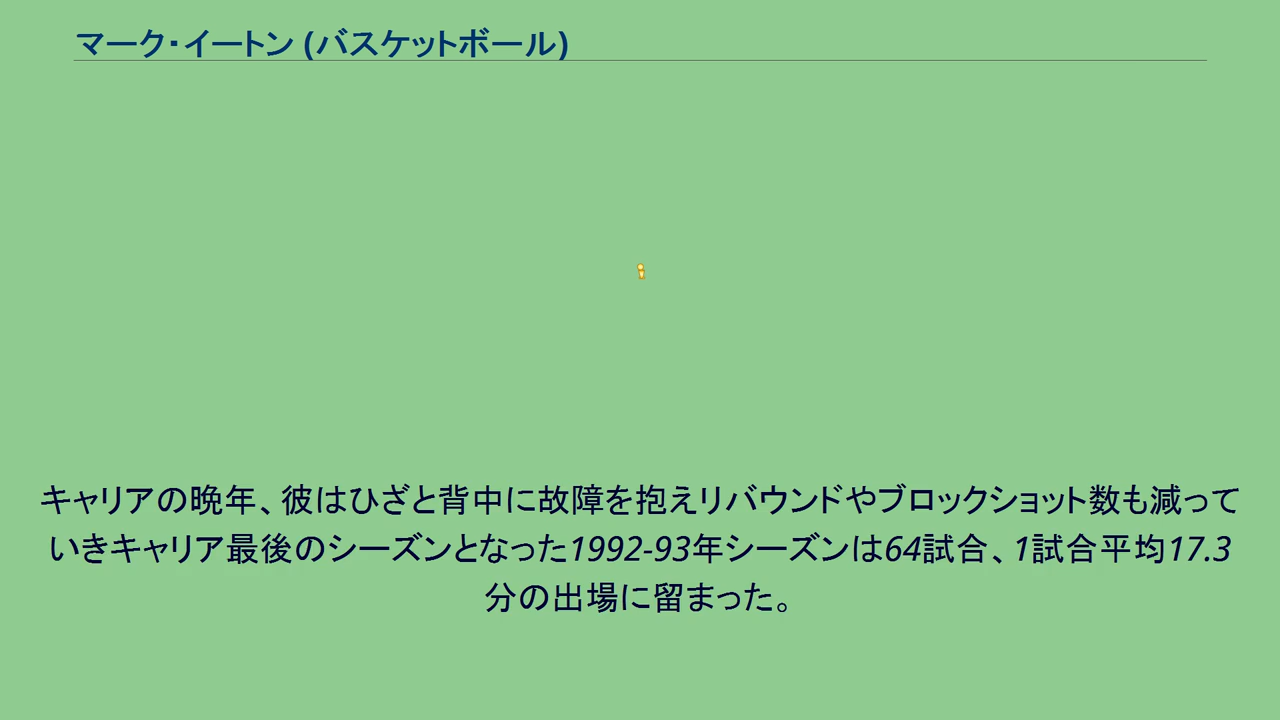 マーク・イートン (バスケットボール)
キャリアの晩年、彼はひざと背中に故障を抱えリバウンドやブロックショット数も減って
いきキャリア最後のシーズンとなった1992-93年シーズンは64試合、1試合平均17.3
分の出場に留まった。